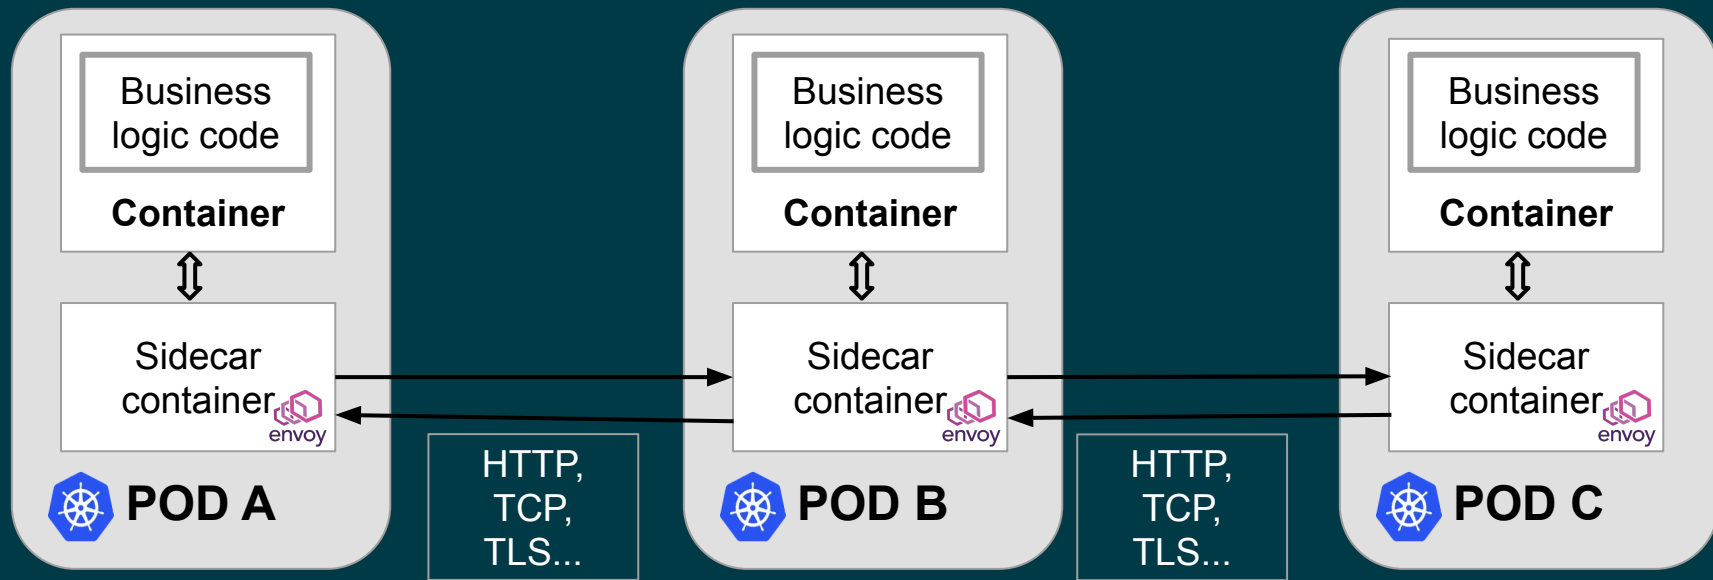 Business
logic code
Container
Sidecar
container
envoy
POD A
HTTP,
TCP,
TLS...
Business
logic code
Container
Sidecar
container
envoy
POD B
HTTP,
TCP,
TLS...
Business
logic code
Container
Sidecar
container
envoy
POD C